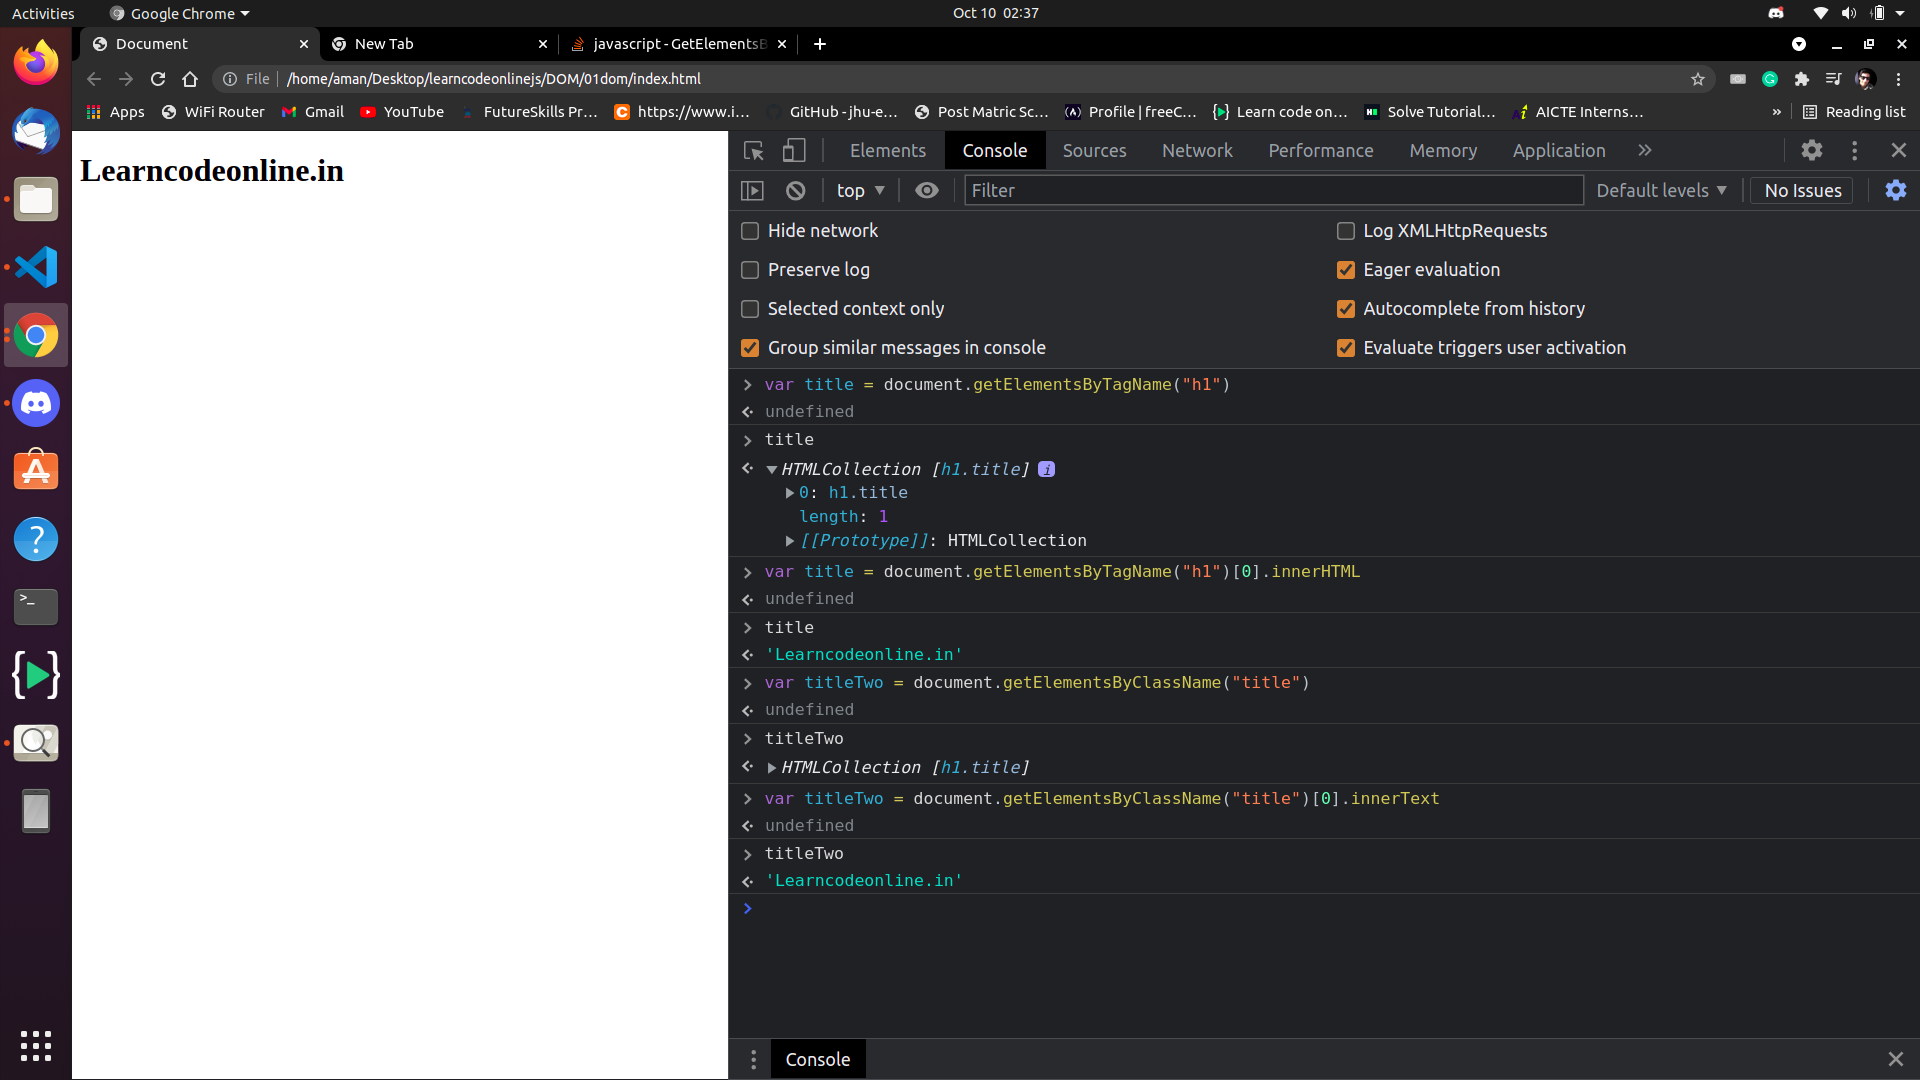 Activities
Google Chrome
Oct 10 02:37
Document
New Tab
javascript - GetElementsB
File
/home/aman/Desktop/learncodeonlinejs/DOM/01dom/index.html
Apps
WiFi Router
Gmail
YouTube
FutureSkills Pr…
https://www.i…
GitHub - jhu-e…
Post Matric Sc…
Profile | freeC…
Learn code on…
Solve Tutorial…
AICTE Interns…
»
Reading list
Learncodeonline.in
Elements
Console
Sources
Network
Performance
Memory
Application
top
Filter
Default levels
No Issues
Hide network
Log XMLHttpRequests
Preserve log
Eager evaluation
Selected context only
Autocomplete from history
Group similar messages in console
Evaluate triggers user activation
var title = document.getElementsByTagName("h1")
undefined
title
HTMLCollection [h1.title] i
0: h1.title
length: 1
[[Prototype]]: HTMLCollection
var title = document.getElementsByTagName("h1")[0].innerHTML
undefined
title
'Learncodeonline.in'
var titleTwo = document.getElementsByClassName("title")
undefined
titleTwo
HTMLCollection [h1.title]
var titleTwo = document.getElementsByClassName("title")[0].innerText
undefined
titleTwo
'Learncodeonline.in'
Console